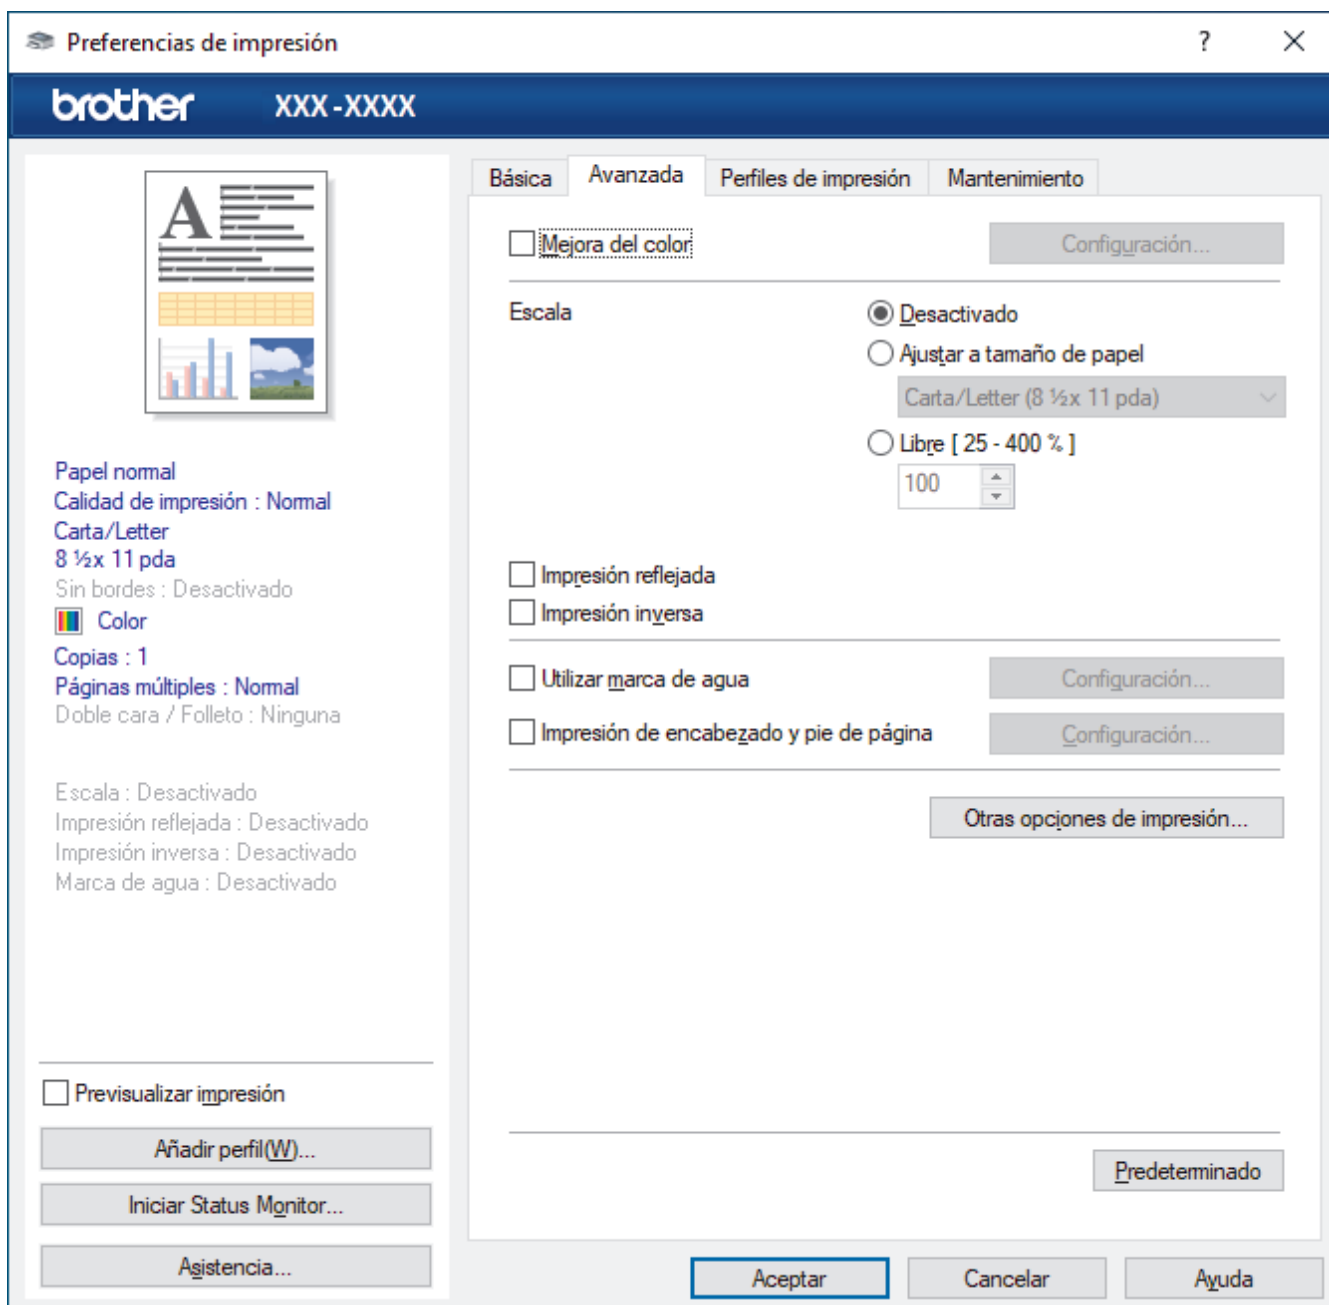 Preferencias de impresión
?
brother XXX-XXXX
A
Papel normal
Calidad de impresión : Normal
Carta/Letter
8 ½x 11 pda
Sin bordes : Desactivado
Color
Copias : 1
Páginas múltiples : Normal
Doble cara / Folleto : Ninguna
Escala : Desactivado
Impresión reflejada : Desactivado
Impresión inversa : Desactivado
Marca de agua : Desactivado
Previsualizar impresión
Añadir perfil(W)...
Iniciar Status Monitor...
Asistencia...
Básica Avanzada Perfiles de impresión Mantenimiento
Mejora del color Configuración...
Escala Desactivado
Ajustar a tamaño de papel
Carta/Letter (8 ½x 11 pda)
Libre [ 25 - 400 % ]
100
Impresión reflejada
Impresión inversa
Utilizar marca de agua Configuración...
Impresión de encabezado y pie de página Configuración...
Otras opciones de impresión...
Predeterminado
Aceptar Cancelar Ayuda